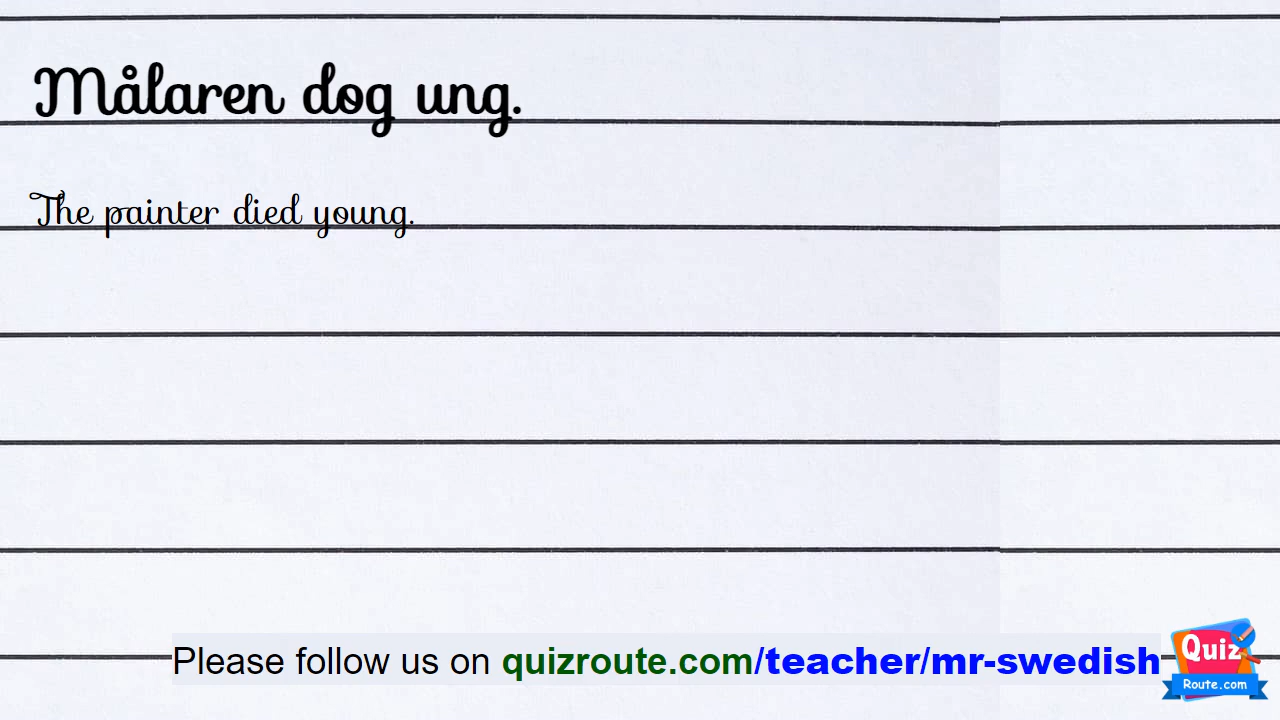 Målaren dog ung.
The painter died young.
Please follow us on quizroute.com/teacher/mr-swedish
Quiz
Route.com